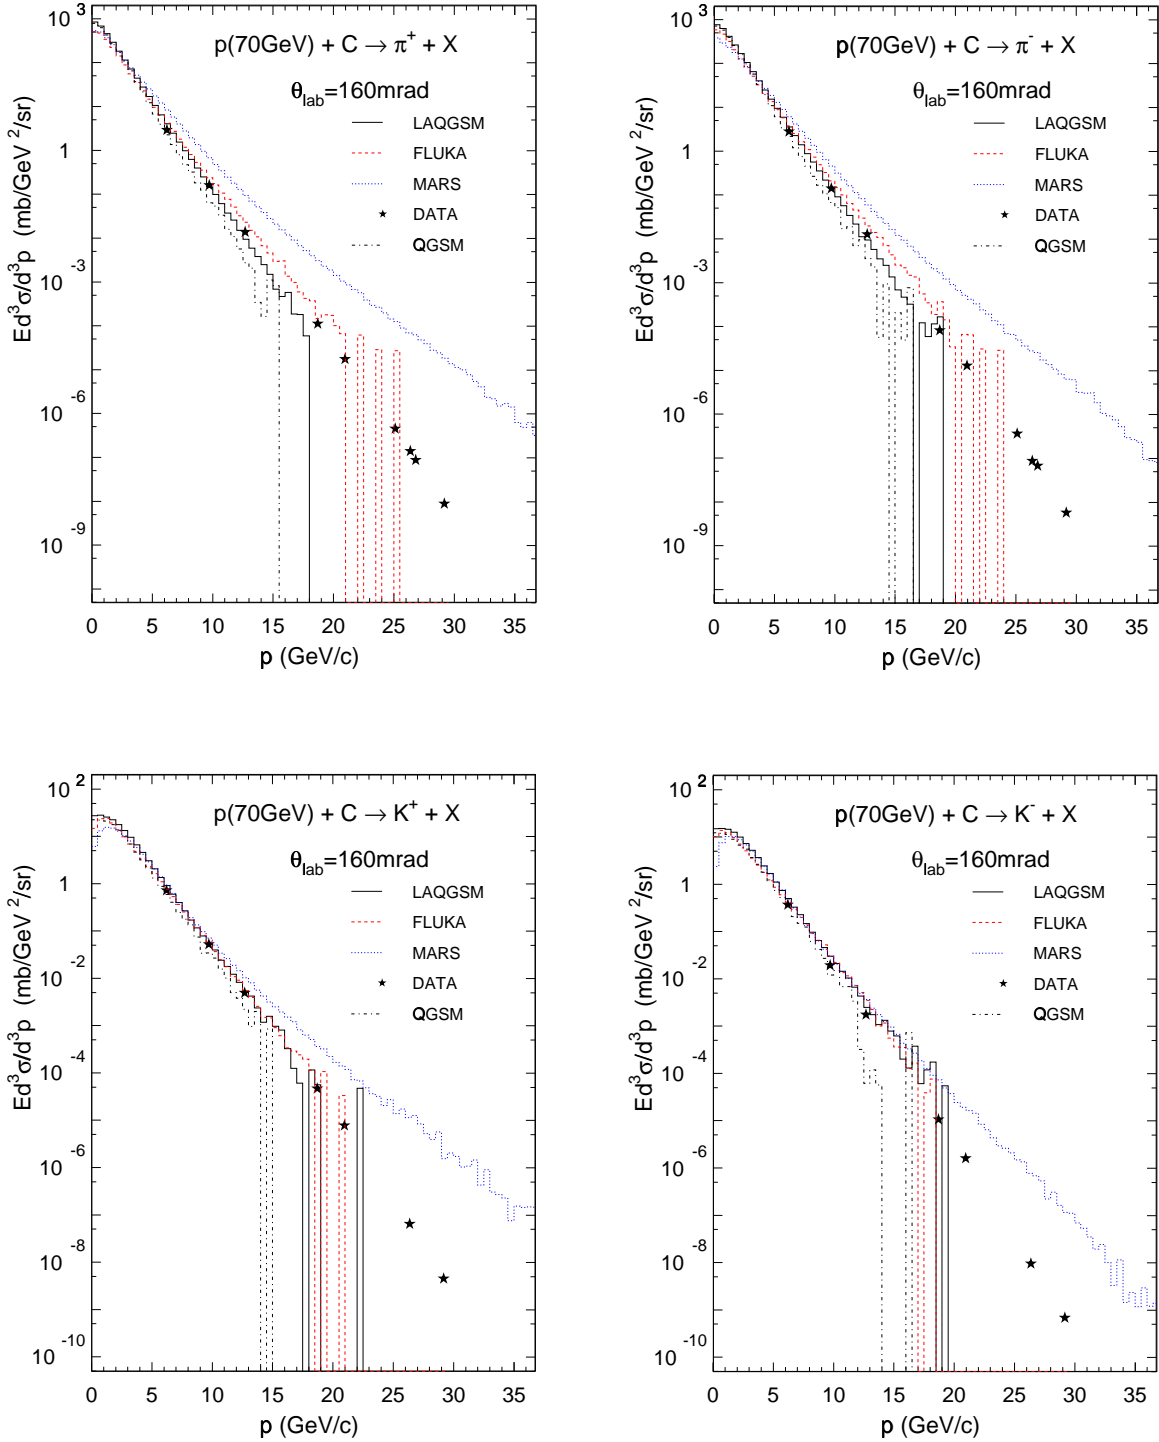 p(70GeV) + C → π⁺ + X
θlab=160mrad
LAQGSM
FLUKA
MARS
DATA
QGSM
Ed³σ/d³p (mb/GeV²/sr)
10³
1
10⁻³
10⁻⁶
10⁻⁹
0 5 10 15 20 25 30 35
p (GeV/c)
p(70GeV) + C → π⁻ + X
θlab=160mrad
LAQGSM
FLUKA
MARS
DATA
QGSM
Ed³σ/d³p (mb/GeV²/sr)
10³
1
10⁻³
10⁻⁶
10⁻⁹
0 5 10 15 20 25 30 35
p (GeV/c)
p(70GeV) + C → K⁺ + X
θlab=160mrad
LAQGSM
FLUKA
MARS
DATA
QGSM
Ed³σ/d³p (mb/GeV²/sr)
10²
1
10⁻²
10⁻⁴
10⁻⁶
10⁻⁸
10⁻¹⁰
0 5 10 15 20 25 30 35
p (GeV/c)
p(70GeV) + C → K⁻ + X
θlab=160mrad
LAQGSM
FLUKA
MARS
DATA
QGSM
Ed³σ/d³p (mb/GeV²/sr)
10²
1
10⁻²
10⁻⁴
10⁻⁶
10⁻⁸
10⁻¹⁰
0 5 10 15 20 25 30 35
p (GeV/c)